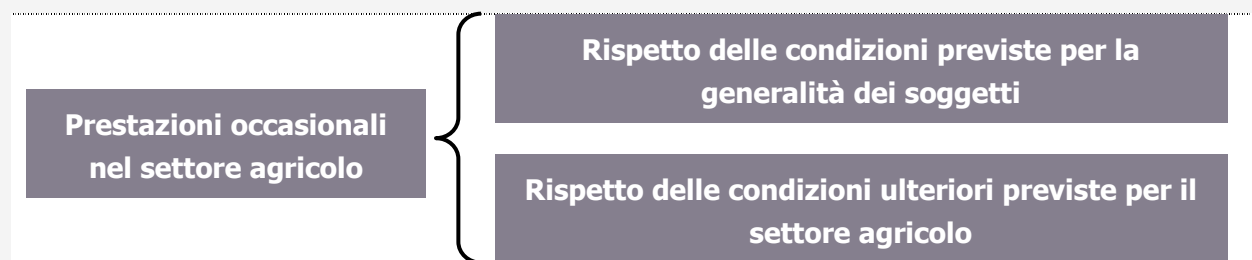 Prestazioni occasionali
nel settore agricolo
Rispetto delle condizioni previste per la
generalità dei soggetti
Rispetto delle condizioni ulteriori previste per il
settore agricolo